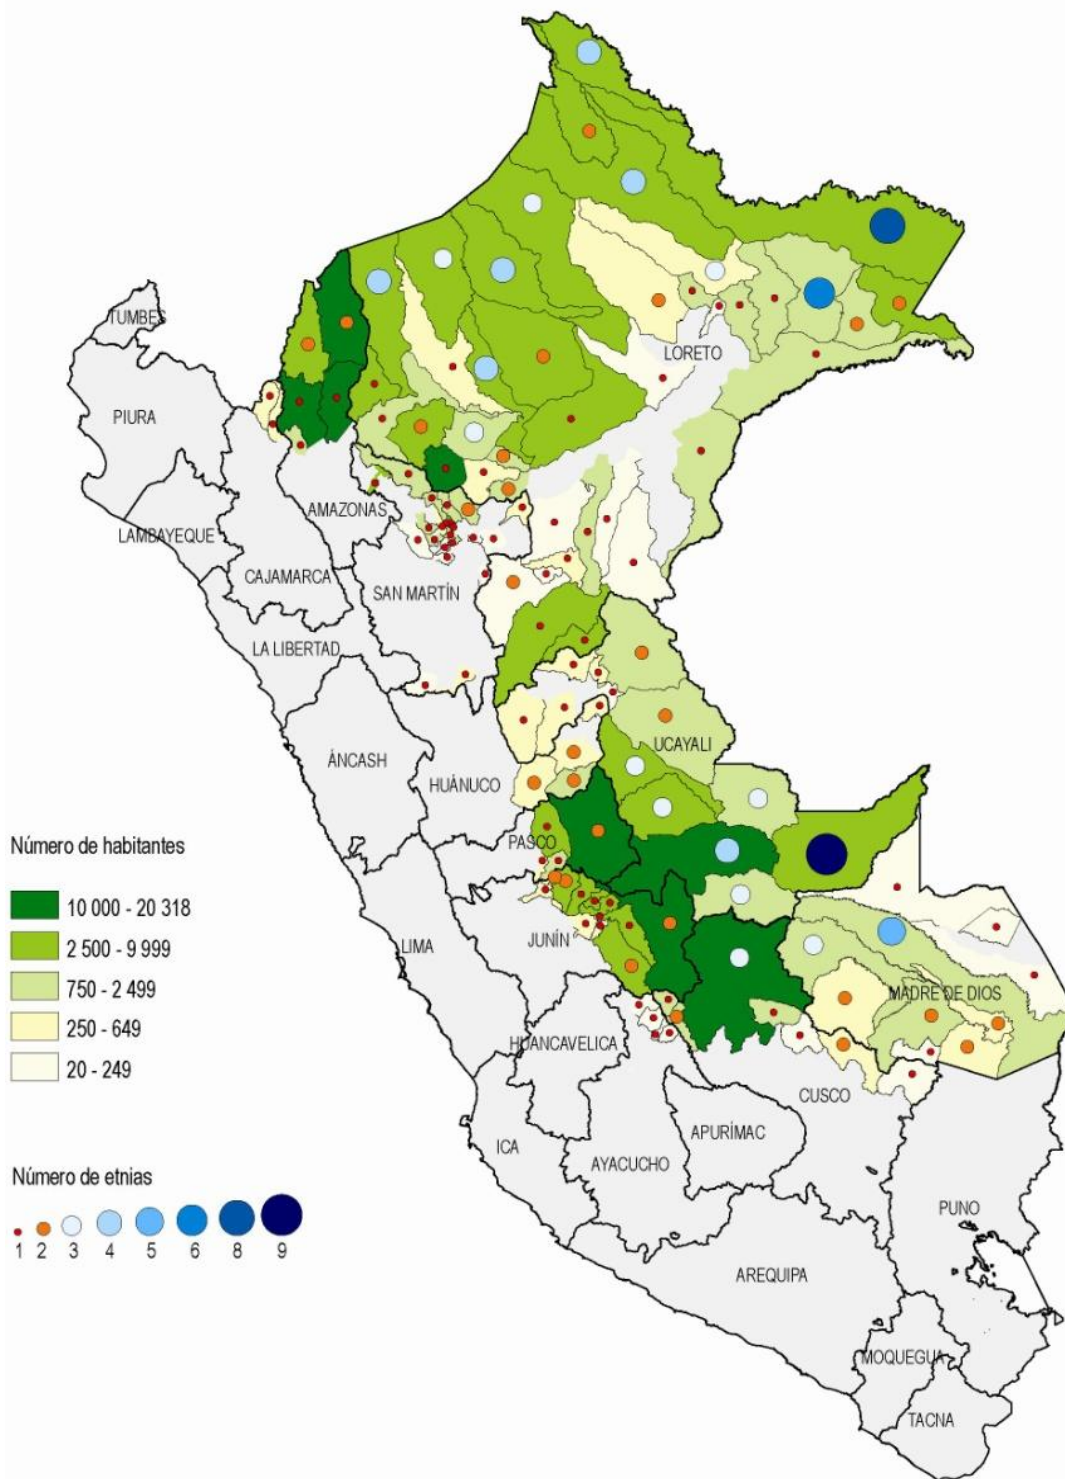 TUMBES
LORETO
PIURA
AMAZONAS
LAMBAYEQUE
CAJAMARCA
SAN MARTÍN
LA LIBERTAD
UCAYALI
ÁNCASH
HUÁNUCO
Número de habitantes
PASCO
10 000 - 20 318
2 500 - 9 999
LIMA
JUNÍN
750 - 2 499
MADRE DE DIOS
250 - 649
HUANCAVELICA
20 - 249
CUSCO
APURÍMAC
ICA
AYACUCHO
Número de etnias
PUNO
1 2 3 4 5 6 8 9
AREQUIPA
MOQUEGUA
TACNA